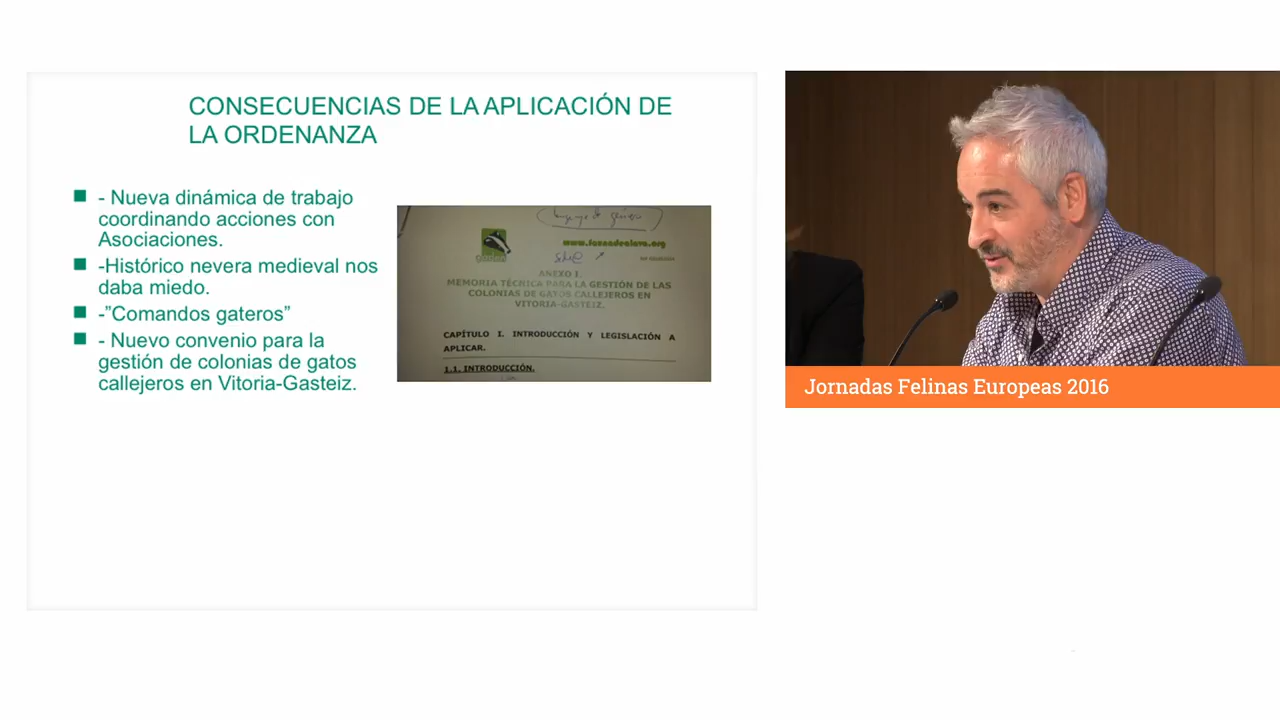 CONSECUENCIAS DE LA APLICACIÓN DE
LA ORDENANZA
- Nueva dinámica de trabajo
coordinando acciones con
Asociaciones.
-Histórico nevera medieval nos
daba miedo.
-”Comandos gateros”
- Nuevo convenio para la
gestión de colonias de gatos
callejeros en Vitoria-Gasteiz.
www.faunadealava.org
ANEXO I.
MEMORIA TÉCNICA PARA LA GESTIÓN DE LAS
COLONIAS DE GATOS CALLEJEROS EN
VITORIA-GASTEIZ.
CAPÍTULO I. INTRODUCCIÓN Y LEGISLACIÓN A
APLICAR.
1.1. INTRODUCCIÓN.
Jornadas Felinas Europeas 2016